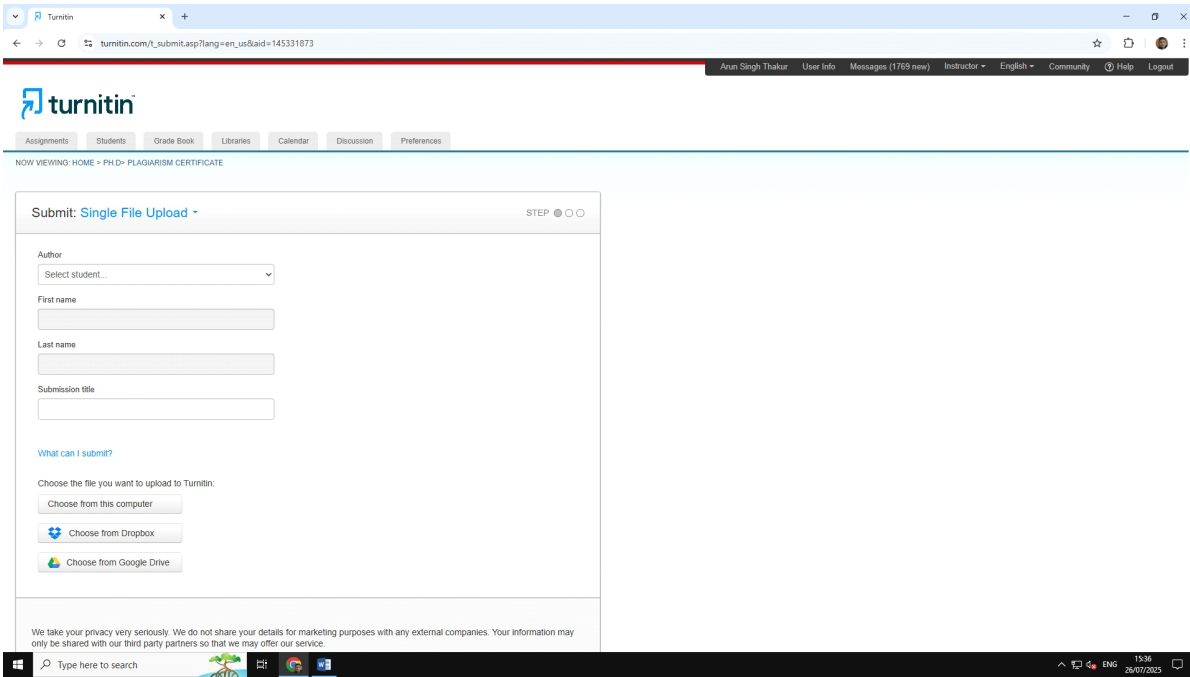 Turnitin
turnitin.com/t_submit.asp?lang=en_us&aid=145331873
Arun Singh Thakur User Info Messages (1769 new) Instructor English Community Help Logout
turnitin
Assignments Students Grade Book Libraries Calendar Discussion Preferences
NOW VIEWING: HOME > PH.D> PLAGIARISM CERTIFICATE
Submit: Single File Upload STEP
Author
Select student...
First name
Last name
Submission title
What can I submit?
Choose the file you want to upload to Turnitin:
Choose from this computer
Choose from Dropbox
Choose from Google Drive
We take your privacy very seriously. We do not share your details for marketing purposes with any external companies. Your information may
only be shared with our third party partners so that we may offer our service.
Type here to search ENG 15:36
26/07/2025